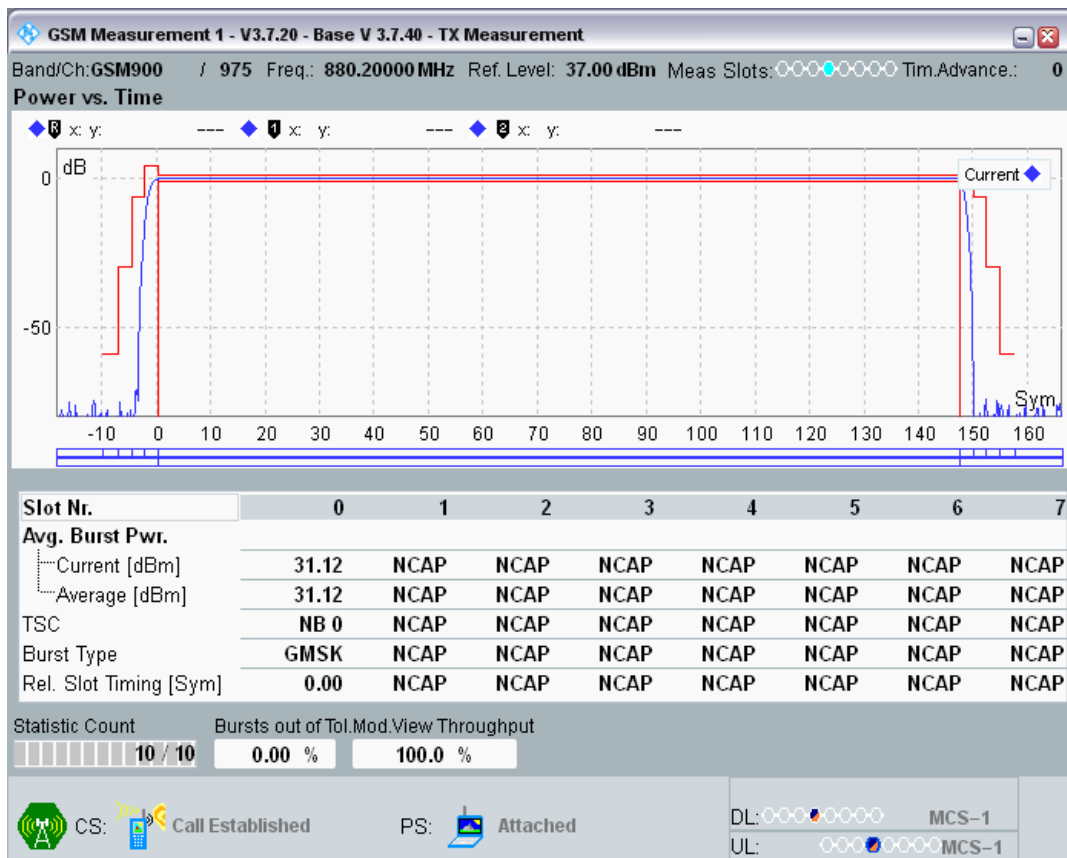 GSM Measurement 1 - V3.7.20 - Base V 3.7.40 - TX Measurement
Band/Ch:GSM900 / 975 Freq.: 880.20000 MHz Ref. Level: 37.00 dBm Meas Slots: Tim.Advance.: 0
Power vs. Time
R x: y: --- 1 x: y: --- 2 x: y: ---
dB
0
Current
-50
Sym
-10 0 10 20 30 40 50 60 70 80 90 100 110 120 130 140 150 160
Slot Nr. 0 1 2 3 4 5 6 7
Avg. Burst Pwr.
Current [dBm] 31.12 NCAP NCAP NCAP NCAP NCAP NCAP NCAP
Average [dBm] 31.12 NCAP NCAP NCAP NCAP NCAP NCAP NCAP
TSC NB 0 NCAP NCAP NCAP NCAP NCAP NCAP NCAP
Burst Type GMSK NCAP NCAP NCAP NCAP NCAP NCAP NCAP
Rel. Slot Timing [Sym] 0.00 NCAP NCAP NCAP NCAP NCAP NCAP NCAP
Statistic Count Bursts out of Tol.Mod.View Throughput
10 / 10 0.00 % 100.0 %
CS: Call Established PS: Attached
DL: MCS-1
UL: MCS-1